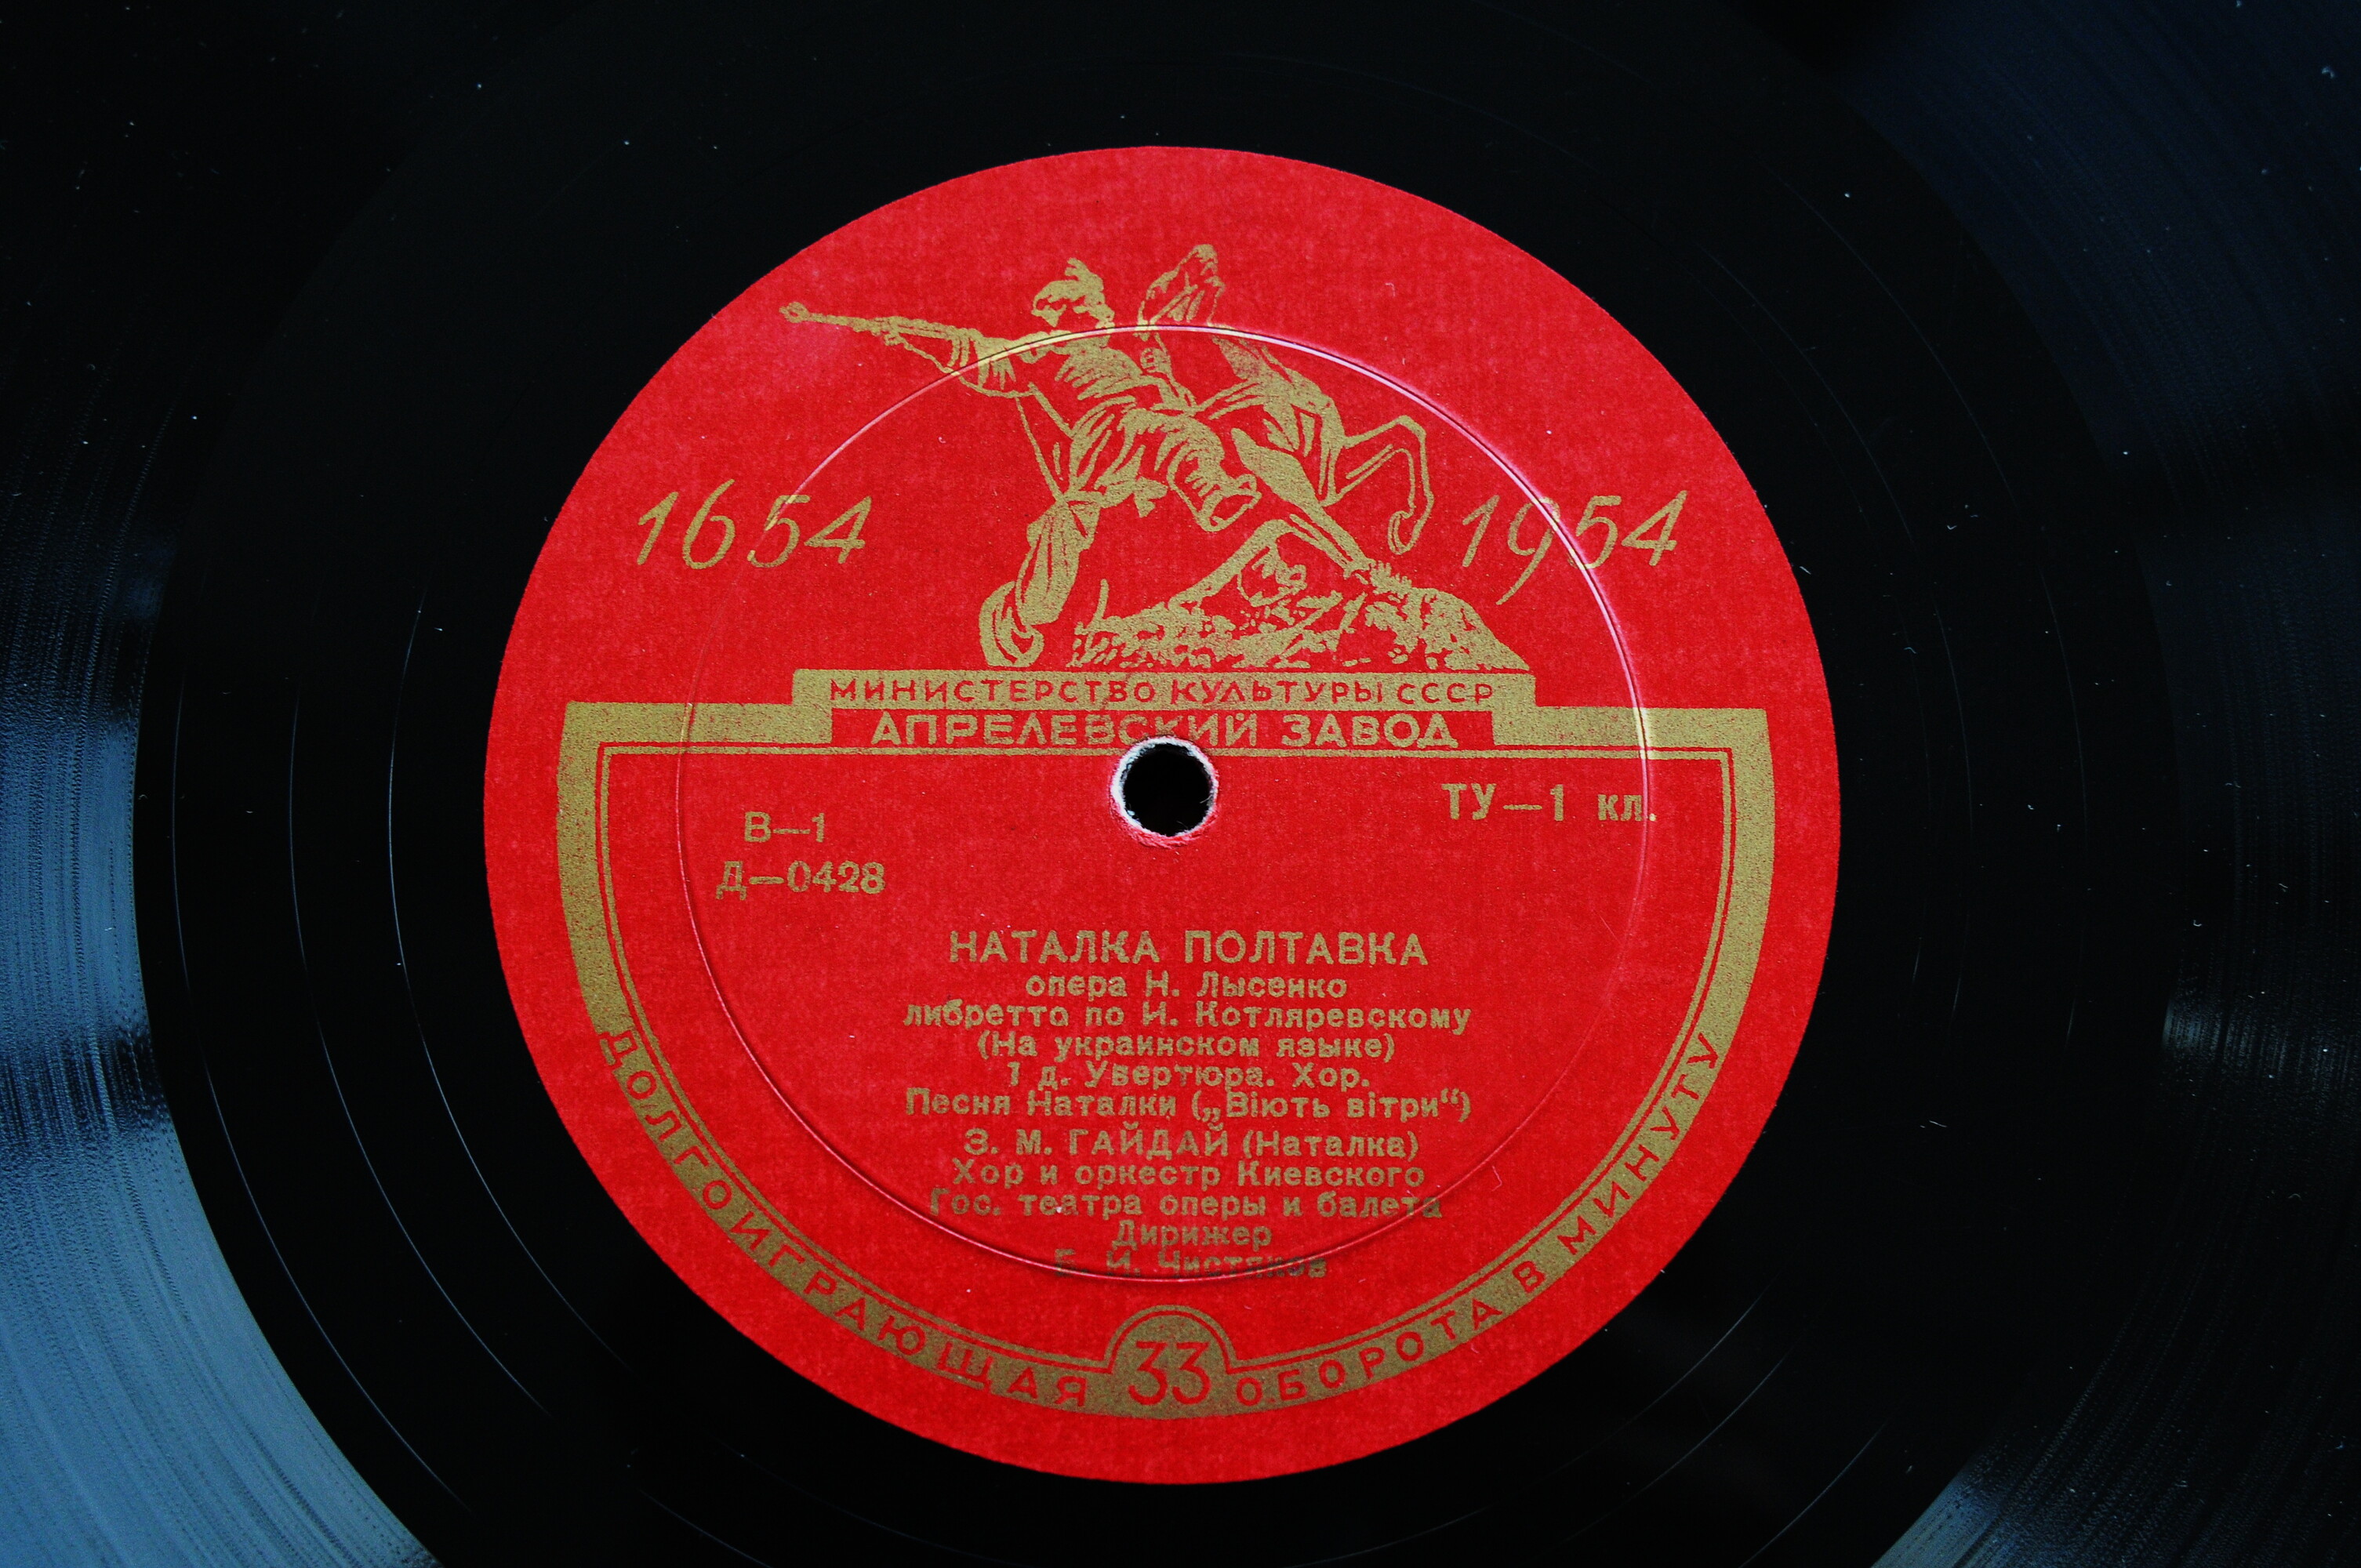 1654 1954
МИНИСТЕРСТВО КУЛЬТУРЫ СССР
АПРЕЛЕВСКИЙ ЗАВОД
ТУ—1 кл.
В—1
Д—0428
НАТАЛКА ПОЛТАВКА
опера Н. Лысенко
либретто по И. Котляревскому
(На украинском языке)
1 д. Увертюра. Хор.
Песня Наталки („Віють вітри“)
З. М. ГАЙДАЙ (Наталка)
Хор и оркестр Киевского
Гос. театра оперы и балета
Дирижер
Б. И. Чистяков
ДОЛГОИГРАЮЩАЯ 33 ОБОРОТА В МИНУТУ